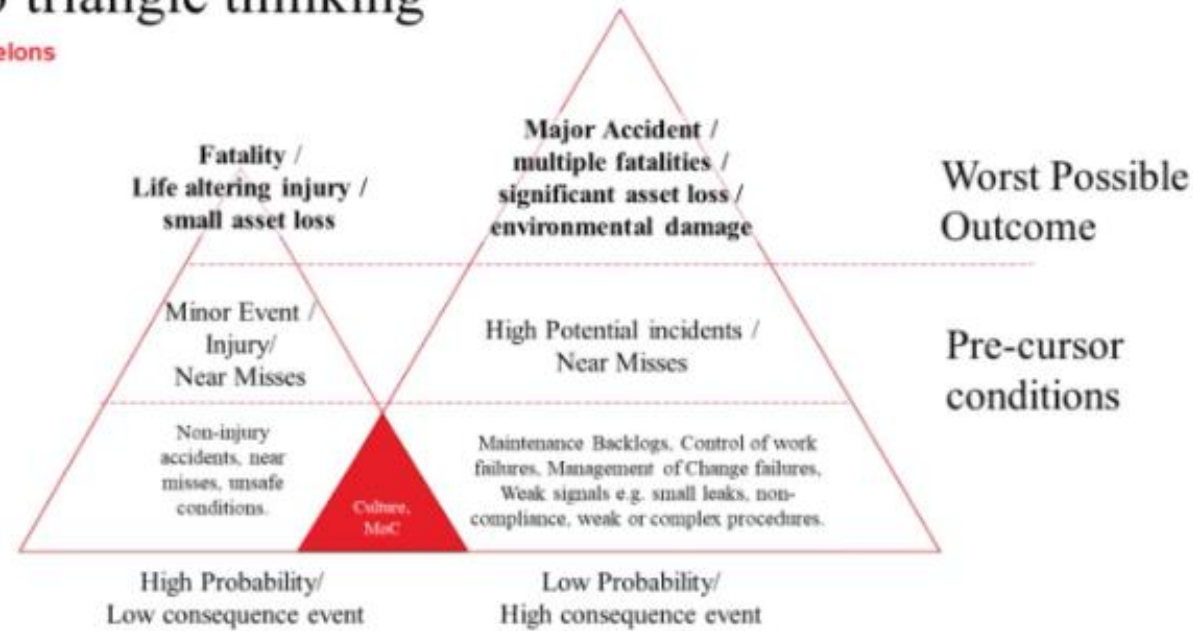 triangle thinking
elons
Fatality /
Life altering injury /
small asset loss
Major Accident /
multiple fatalities /
significant asset loss /
environmental damage
Worst Possible
Outcome
Minor Event /
Injury/
Near Misses
High Potential incidents /
Near Misses
Pre-cursor
conditions
Non-injury
accidents, near
misses, unsafe
conditions.
Culture,
MoC
Maintenance Backlogs, Control of work
failures, Management of Change failures,
Weak signals e.g. small leaks, non-
compliance, weak or complex procedures.
High Probability/
Low consequence event
Low Probability/
High consequence event